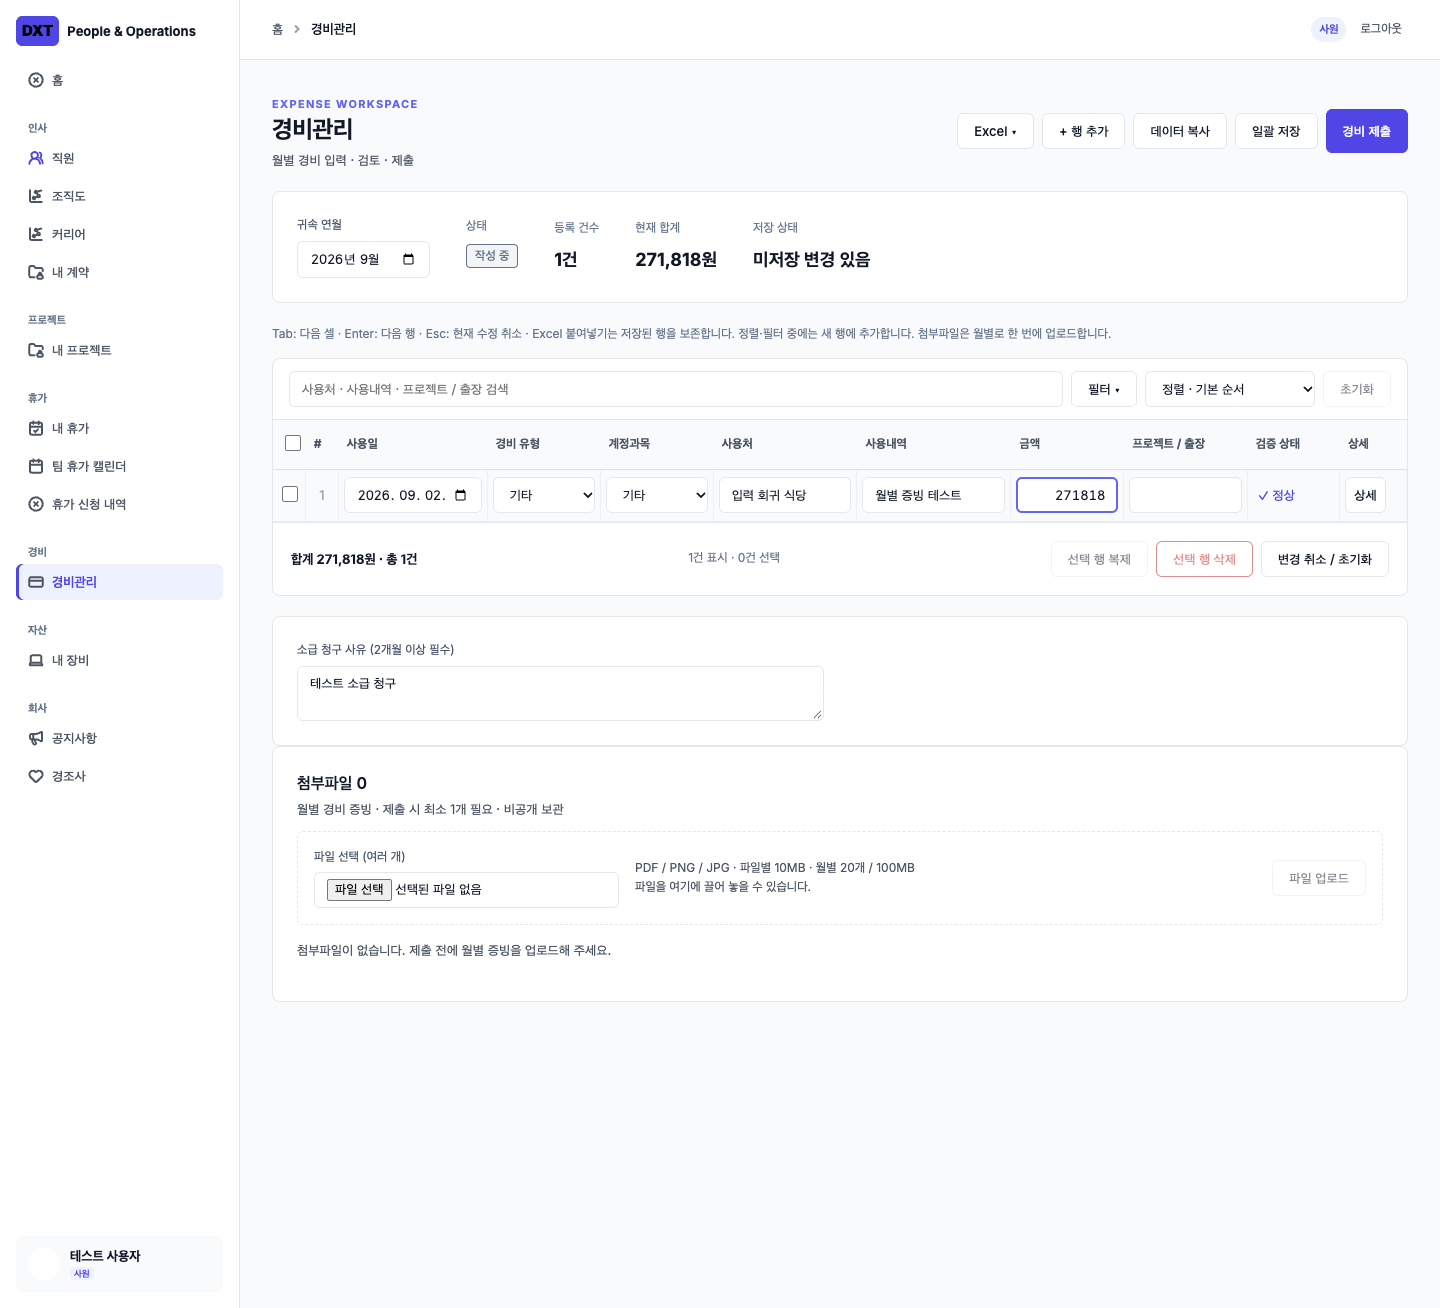 DXT People & Operations
홈
인사
직원
조직도
커리어
내 계약
프로젝트
내 프로젝트
휴가
내 휴가
팀 휴가 캘린더
휴가 신청 내역
경비
경비관리
자산
내 장비
회사
공지사항
경조사
테스트 사용자
사원
홈 경비관리
사원 로그아웃
EXPENSE WORKSPACE
경비관리
월별 경비 입력 · 검토 · 제출
Excel ▾ + 행 추가 데이터 복사 일괄 저장 경비 제출
귀속 연월 상태 등록 건수 현재 합계 저장 상태
2026년 9월 작성 중 1건 271,818원 미저장 변경 있음
Tab: 다음 셀 · Enter: 다음 행 · Esc: 현재 수정 취소 · Excel 붙여넣기는 저장된 행을 보존합니다. 정렬·필터 중에는 새 행에 추가합니다. 첨부파일은 월별로 한 번에 업로드합니다.
사용처 · 사용내역 · 프로젝트 / 출장 검색 필터 ▾ 정렬 · 기본 순서 초기화
# 사용일 경비 유형 계정과목 사용처 사용내역 금액 프로젝트 / 출장 검증 상태 상세
1 2026. 09. 02. 기타 기타 입력 회귀 식당 월별 증빙 테스트 271818 ✓ 정상 상세
합계 271,818원 · 총 1건 1건 표시 · 0건 선택 선택 행 복제 선택 행 삭제 변경 취소 / 초기화
소급 청구 사유 (2개월 이상 필수)
테스트 소급 청구
첨부파일 0
월별 경비 증빙 · 제출 시 최소 1개 필요 · 비공개 보관
파일 선택 (여러 개)
파일 선택 선택된 파일 없음
PDF / PNG / JPG · 파일별 10MB · 월별 20개 / 100MB
파일을 여기에 끌어 놓을 수 있습니다.
파일 업로드
첨부파일이 없습니다. 제출 전에 월별 증빙을 업로드해 주세요.